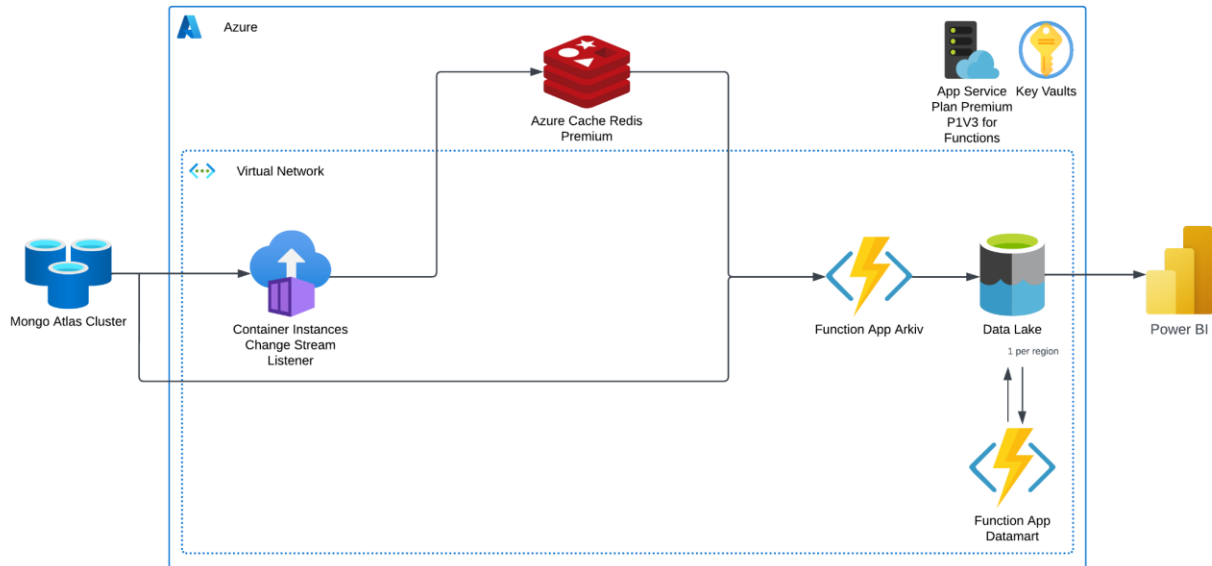 Azure
App Service
Plan Premium
P1V3 for
Functions
Key Vaults
Azure Cache Redis
Premium
Virtual Network
Mongo Atlas Cluster
Container Instances
Change Stream
Listener
Function App Arkiv
Data Lake
1 per region
Power BI
Function App
Datamart